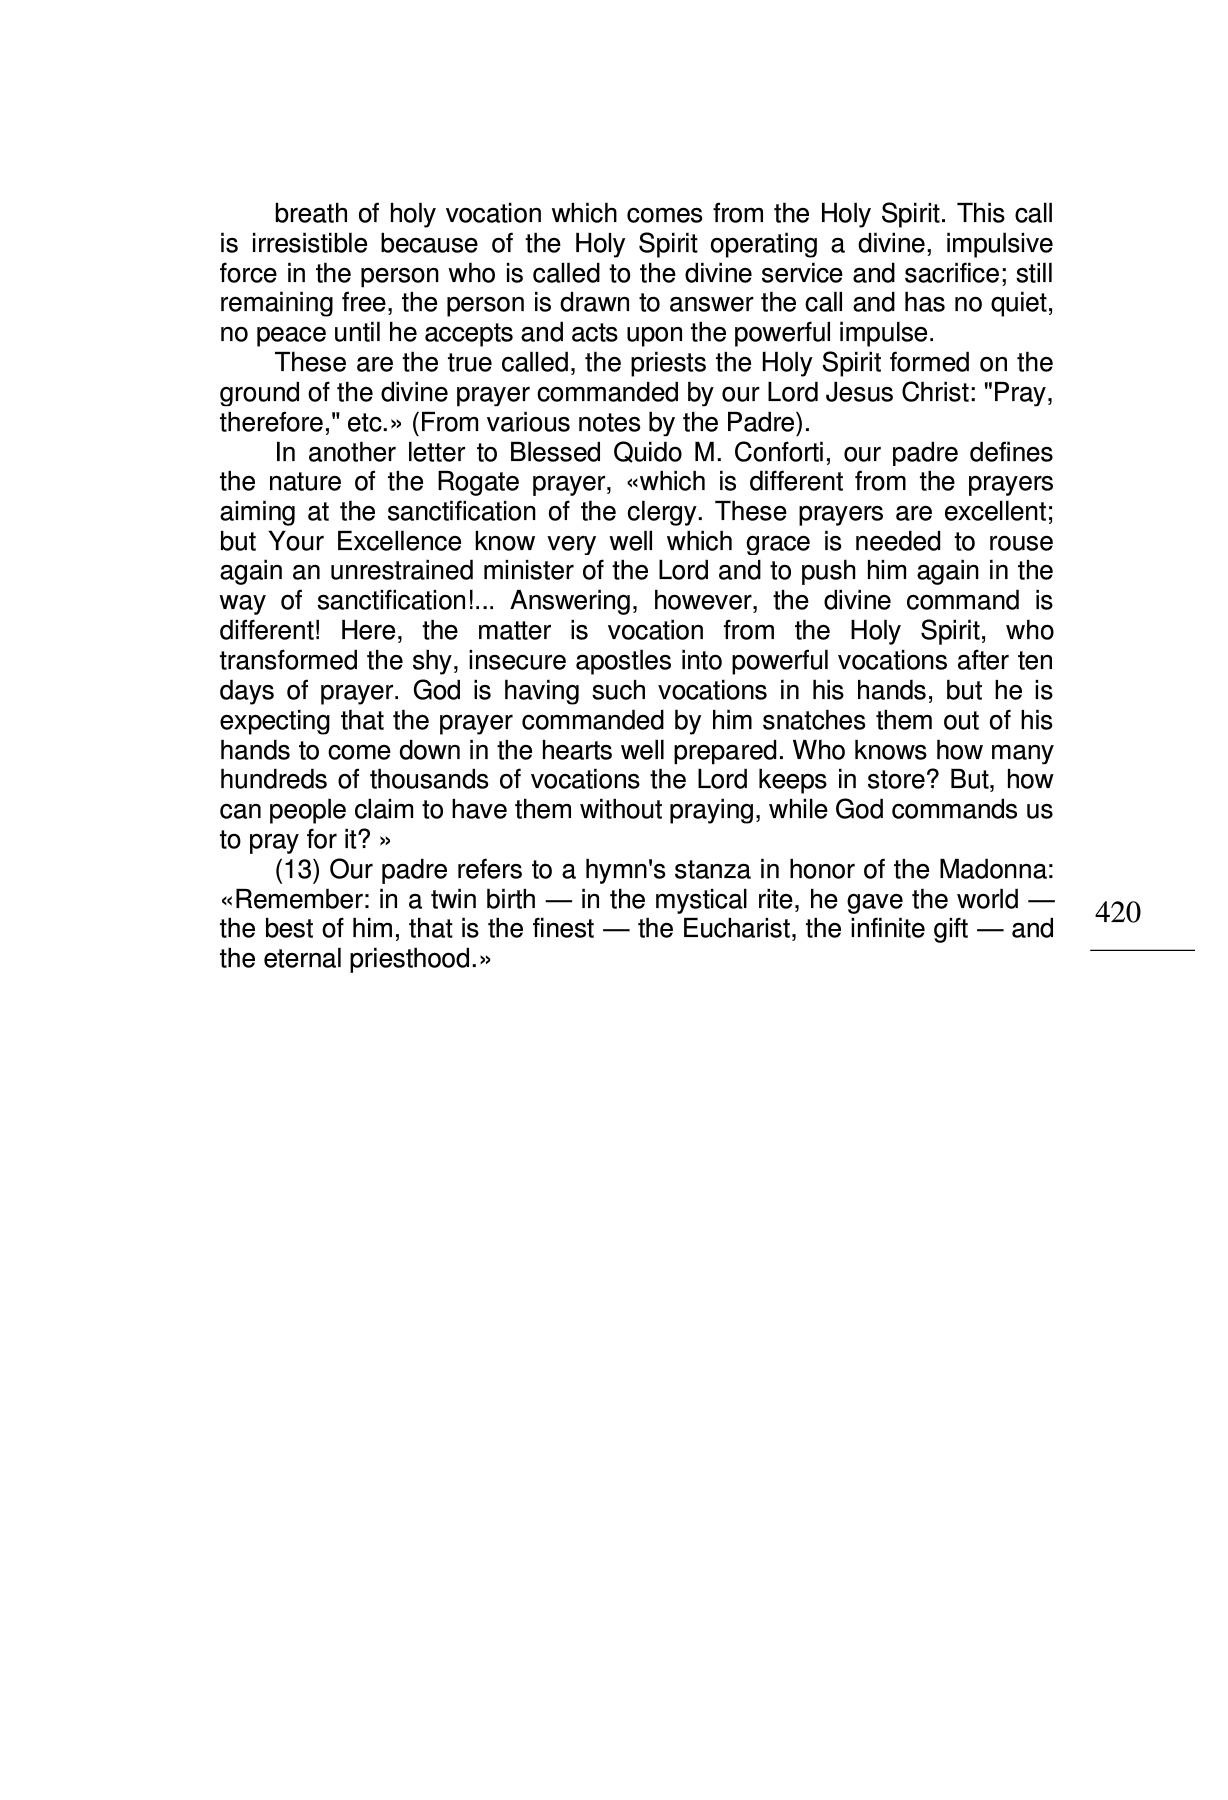 breath of holy vocation which comes from the Holy Spirit. This call
is irresistible because of the Holy Spirit operating a divine, impulsive
force in the person who is called to the divine service and sacrifice; still
remaining free, the person is drawn to answer the call and has no quiet,
no peace until he accepts and acts upon the powerful impulse.
These are the true called, the priests the Holy Spirit formed on the
ground of the divine prayer commanded by our Lord Jesus Christ: "Pray,
therefore," etc.» (From various notes by the Padre).
In another letter to Blessed Quido M. Conforti, our padre defines
the nature of the Rogate prayer, «which is different from the prayers
aiming at the sanctification of the clergy. These prayers are excellent;
but Your Excellence know very well which grace is needed to rouse
again an unrestrained minister of the Lord and to push him again in the
way of sanctification!... Answering, however, the divine command is
different! Here, the matter is vocation from the Holy Spirit, who
transformed the shy, insecure apostles into powerful vocations after ten
days of prayer. God is having such vocations in his hands, but he is
expecting that the prayer commanded by him snatches them out of his
hands to come down in the hearts well prepared. Who knows how many
hundreds of thousands of vocations the Lord keeps in store? But, how
can people claim to have them without praying, while God commands us
to pray for it? »
(13) Our padre refers to a hymn's stanza in honor of the Madonna:
«Remember: in a twin birth — in the mystical rite, he gave the world —
the best of him, that is the finest — the Eucharist, the infinite gift — and
the eternal priesthood.»
420